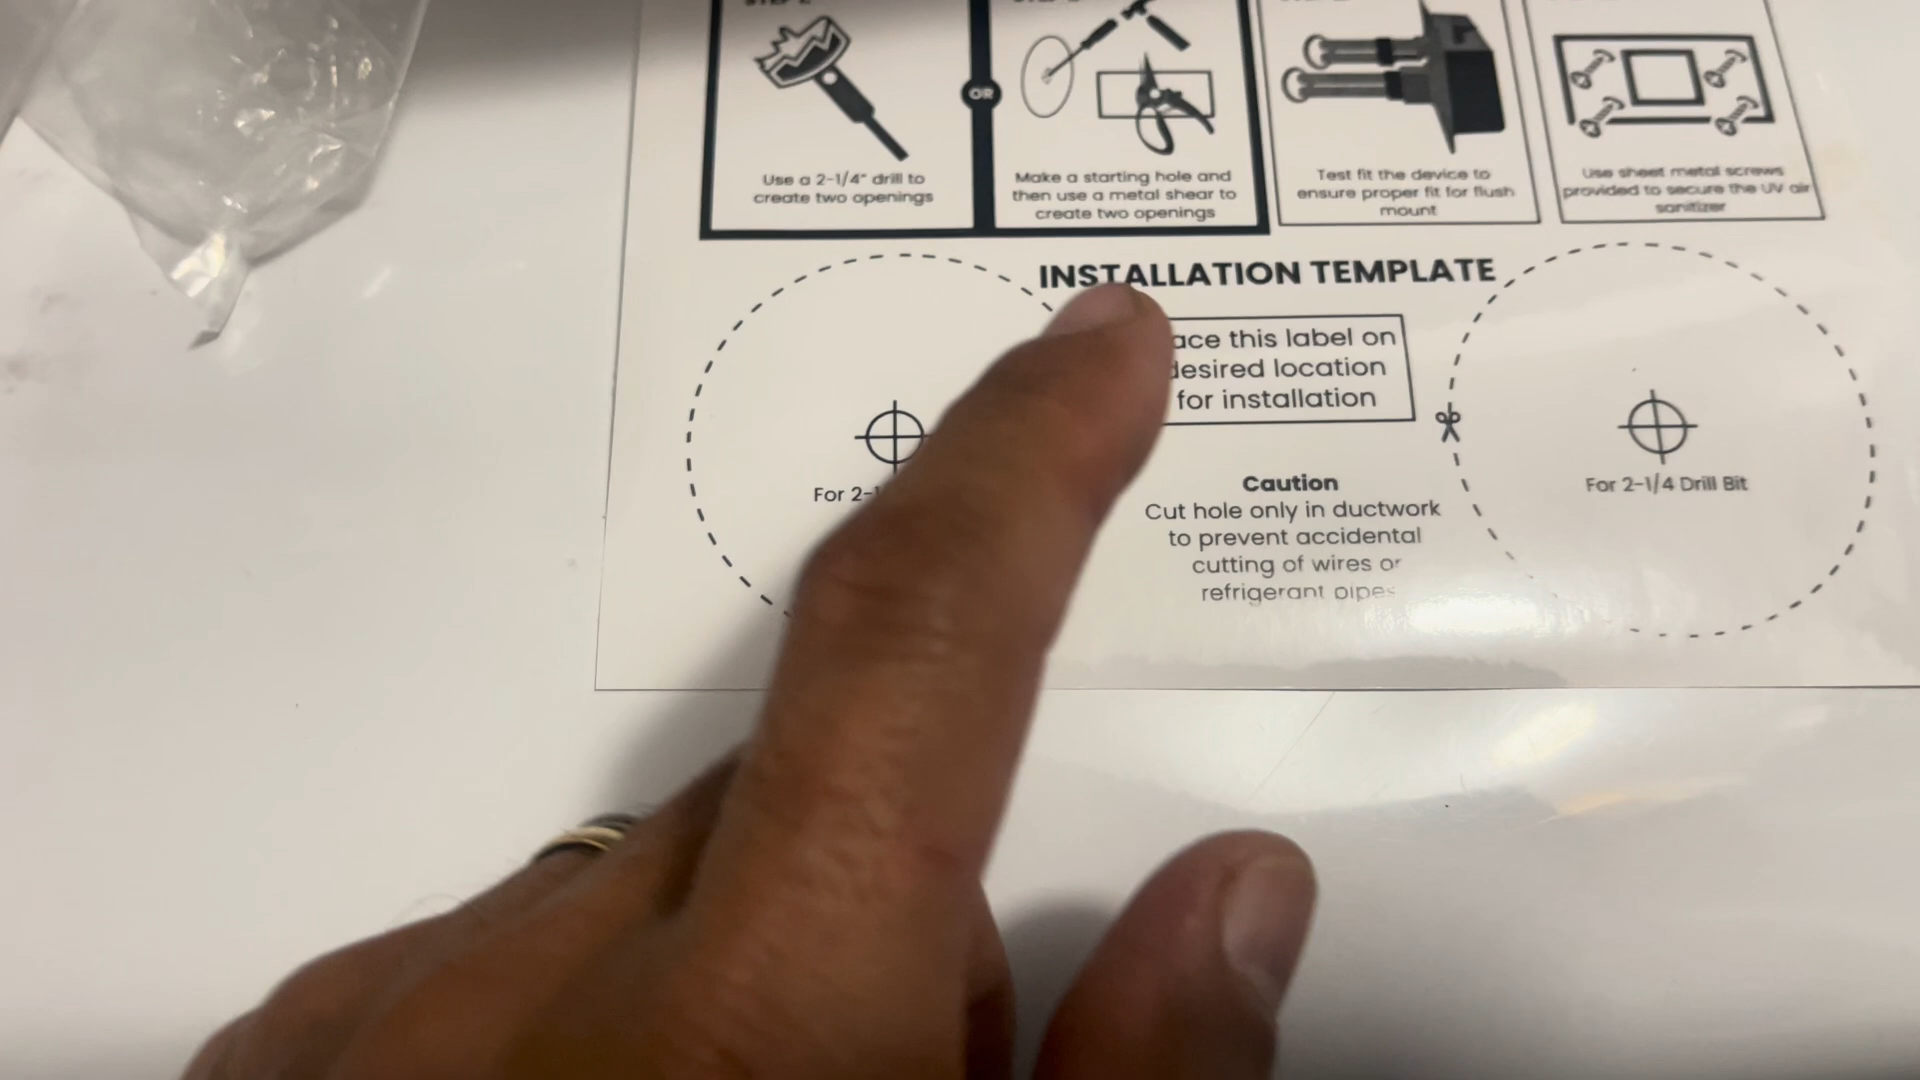 OR
Use a 2-1/4" drill to
create two openings
Make a starting hole and
then use a metal shear to
create two openings
Test fit the device to
ensure proper fit for flush
mount
Use sheet metal screws
provided to secure the UV air
sanitizer
INSTALLATION TEMPLATE
this label on
desired location
for installation
For
Caution
Cut hole only in ductwork
to prevent accidental
cutting of wires or
refrigerant pipes
For 2-1/4 Drill Bit